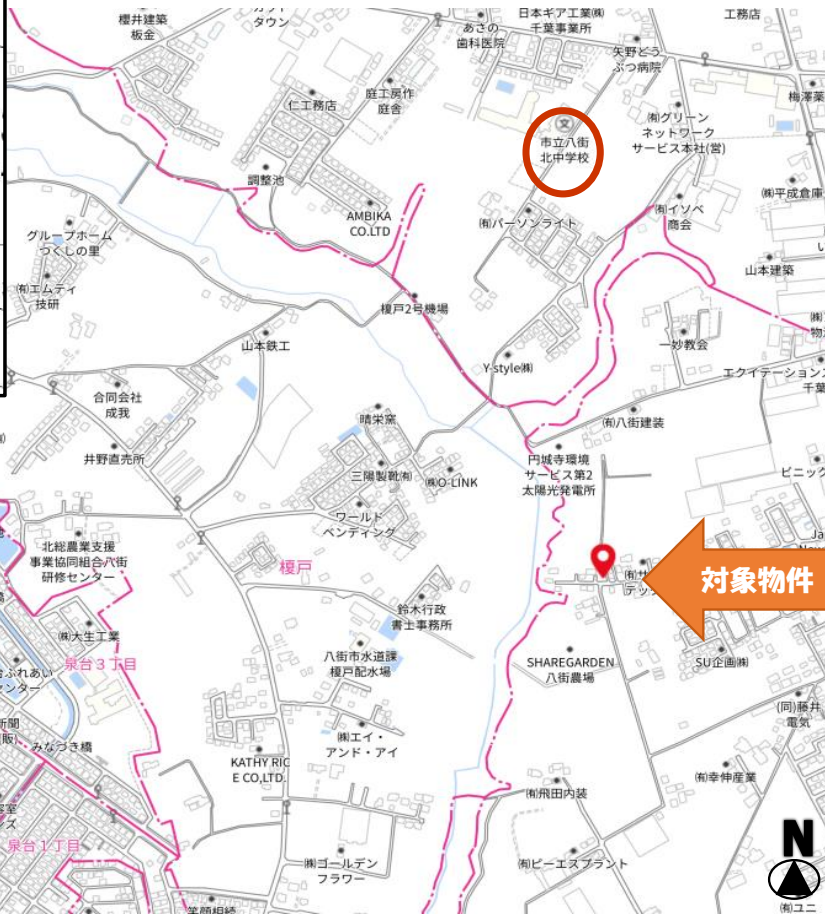 櫻井建築
板金
タウン
あさの
歯科医院
日本ギア工業㈱
千葉事業所
工務店
矢野どう
ぶつ病院
仁工務店
庭工房作
庭舎
梅澤薬
市立八街
北中学校
㈲グリーン
ネットワーク
サービス本社(営)
調整池
AMBIKA
CO.LTD
㈲パーソンライト
㈲イソベ
商会
㈱平成倉庫
グループホーム
つくしの里
㈲エムティ
技研
山本建築
榎戸2号機場
山本鉄工
一妙教会
Y-style㈱
エクイテーション
千葉
合同会社
成我
晴栄窯
㈲八街建装
井野直売所
三陽製靴㈲
㈱O-LINK
円城寺環境
サービス第2
太陽光発電所
ビニッ
ワールド
ベンディング
北総農業支援
事業協同組合八街
研修センター
榎戸
対象物件
鈴木行政
書士事務所
㈱大生工業
泉台3丁目
八街市水道課
榎戸配水場
SHAREGARDEN
八街農場
SU企画㈱
ふれあい
ンター
(同)藤井
電気
みなづき橋
㈱エイ・
アンド・アイ
KATHY RIC
E CO,LTD.
㈲幸伸産業
㈲飛田内装
泉台1丁目
㈱ゴールデン
フラワー
㈲ピーエスプラント
N
笑顔相続
㈲ユニ